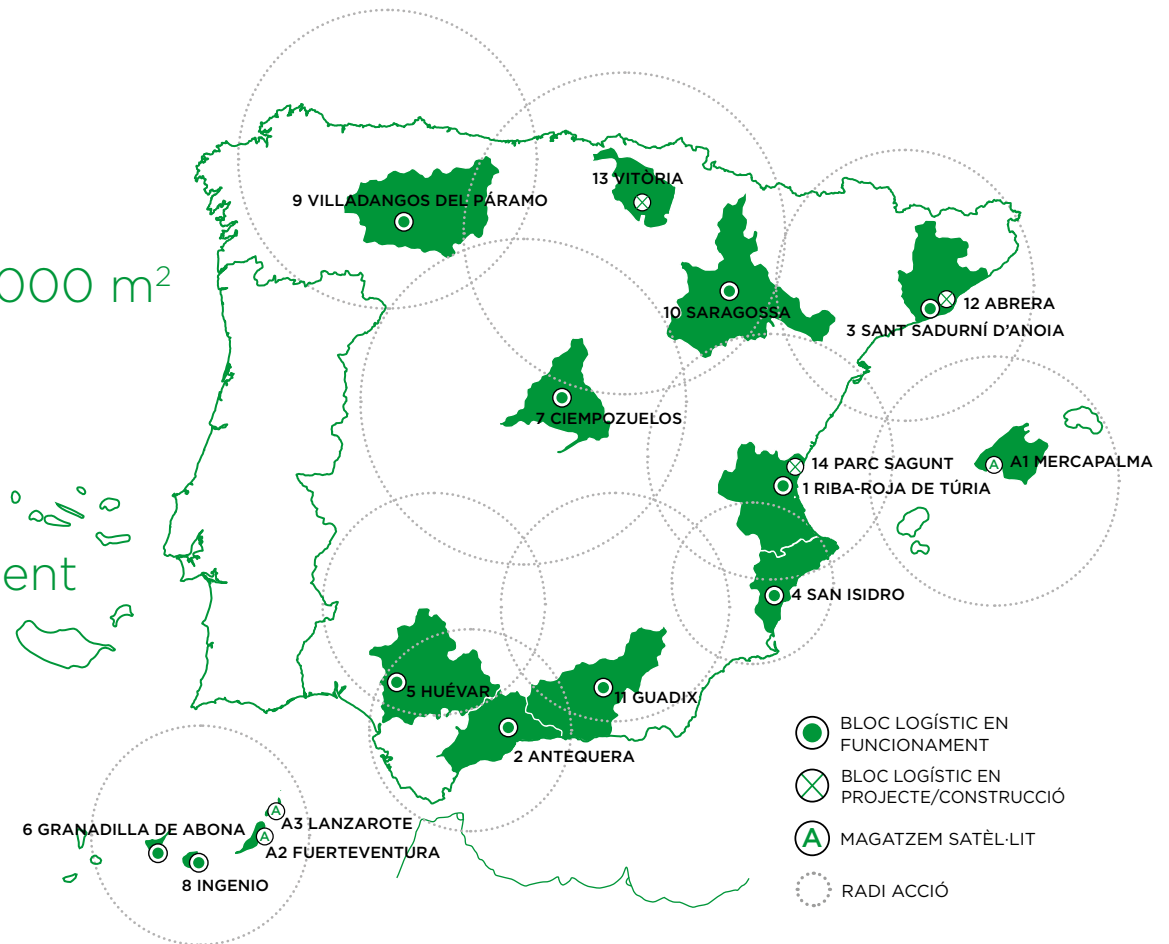 9 VILLADANGOS DEL PÁRAMO
13 VITÒRIA
000 m²
10 SARAGOSSA
12 ABRERA
3 SANT SADURNÍ D'ANOIA
7 CIEMPOZUELOS
14 PARC SAGUNT
A A1 MERCAPALMA
1 RIBA-ROJA DE TÚRIA
ent
4 SAN ISIDRO
5 HUÉVAR
11 GUADIX
2 ANTEQUERA
A
A3 LANZAROTE
6 GRANADILLA DE ABONA
A
A2 FUERTEVENTURA
8 INGENIO
BLOC LOGÍSTIC EN
FUNCIONAMENT
BLOC LOGÍSTIC EN
PROJECTE/CONSTRUCCIÓ
A MAGATZEM SATÈL·LIT
RADI ACCIÓ